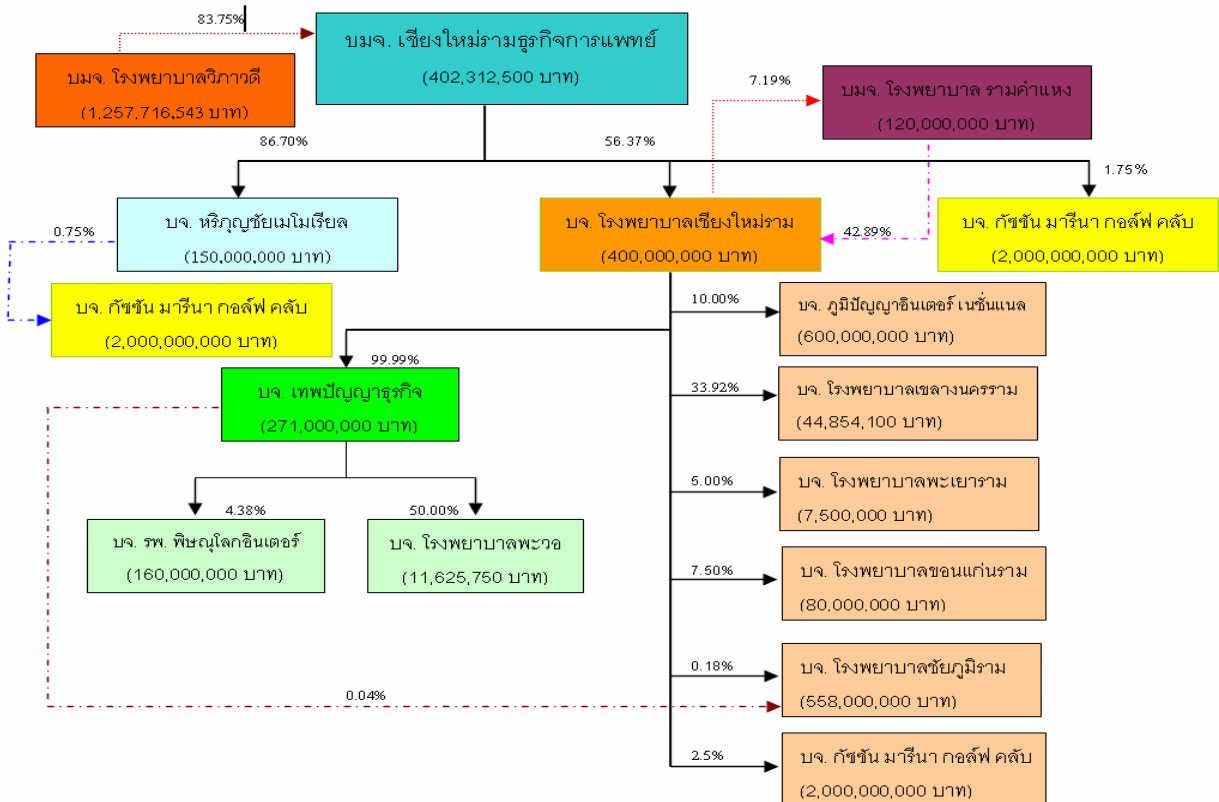 83.75%
บมจ. เชียงใหม่รามธุรกิจการแพทย์
(402,312,500 บาท)
บมจ. โรงพยาบาลวิภาวดี
(1,257,716,543 บาท)
7.19%
บมจ. โรงพยาบาล รามคำแหง
(120,000,000 บาท)
86.70%
56.37%
1.75%
0.75%
บจ. หริภุญชัยเมโมเรียล
(150,000,000 บาท)
บจ. โรงพยาบาลเชียงใหม่ราม
(400,000,000 บาท)
42.89%
บจ. กัซซัน มารีนา กอล์ฟ คลับ
(2,000,000,000 บาท)
บจ. กัซซัน มารีนา กอล์ฟ คลับ
(2,000,000,000 บาท)
10.00%
บจ. ภูมิปัญญาอินเตอร์ เนชั่นแนล
(600,000,000 บาท)
99.99%
บจ. เทพปัญญาธุรกิจ
(271,000,000 บาท)
33.92%
บจ. โรงพยาบาลเขลางนครราม
(44,854,100 บาท)
4.38%
บจ. รพ. พิษณุโลกอินเตอร์
(160,000,000 บาท)
50.00%
บจ. โรงพยาบาลพะวอ
(11,625,750 บาท)
5.00%
บจ. โรงพยาบาลพะเยาราม
(7,500,000 บาท)
7.50%
บจ. โรงพยาบาลขอนแก่นราม
(80,000,000 บาท)
0.18%
บจ. โรงพยาบาลชัยภูมิราม
(558,000,000 บาท)
0.04%
2.5%
บจ. กัซซัน มารีนา กอล์ฟ คลับ
(2,000,000,000 บาท)